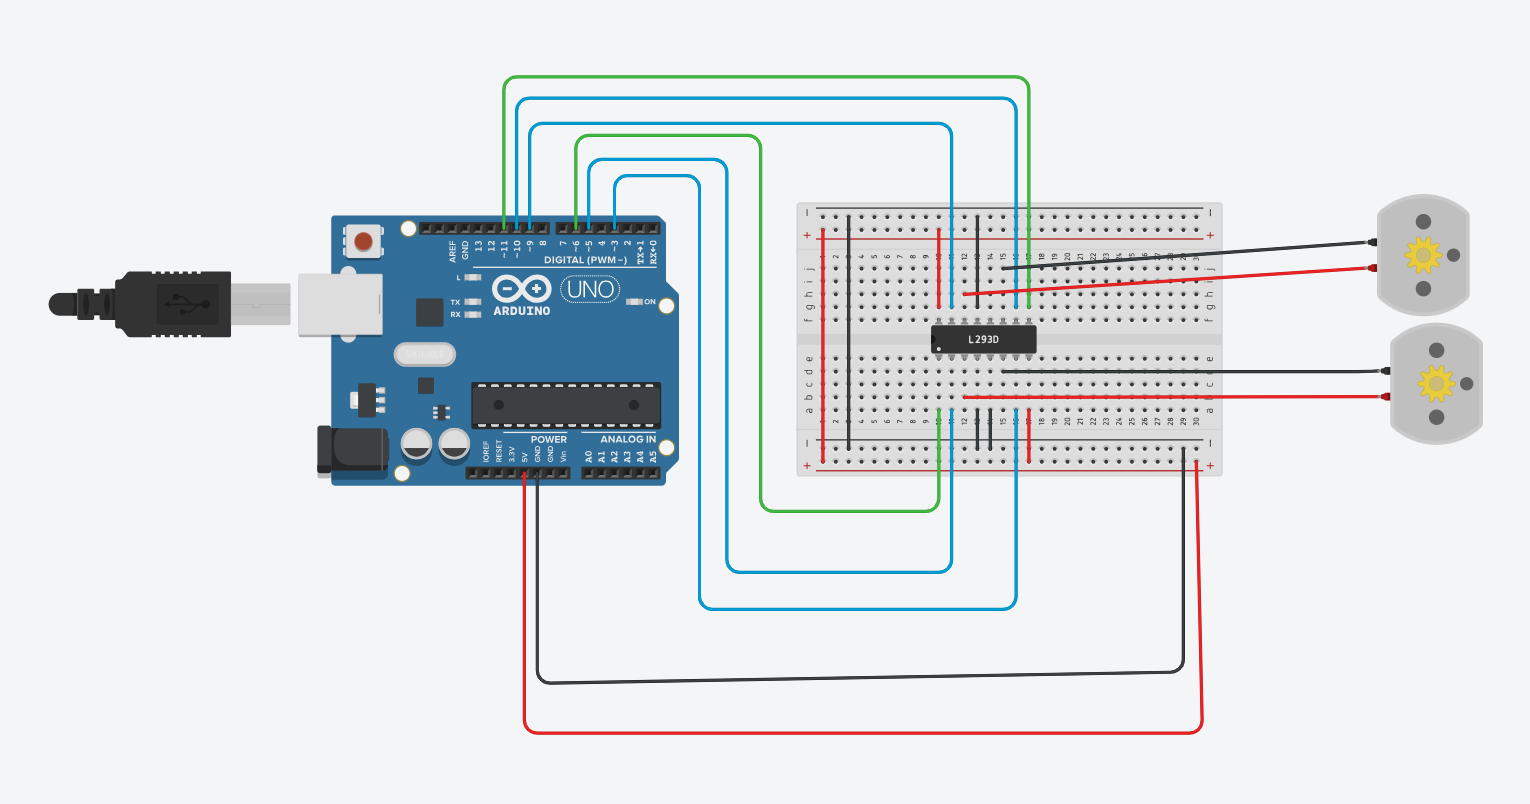 AREF
GND
13
12
~11
~10
~9
8
7
~6
~5
4
~3
2
TX→1
RX←0
DIGITAL (PWM~)
L
TX
RX
UNO
ARDUINO
ON
POWER
ANALOG IN
IOREF
RESET
3.3V
5V
GND
GND
Vin
A0
A1
A2
A3
A4
A5
L293D
j
i
h
g
f
e
d
c
b
a
j
i
h
g
f
e
d
c
b
a